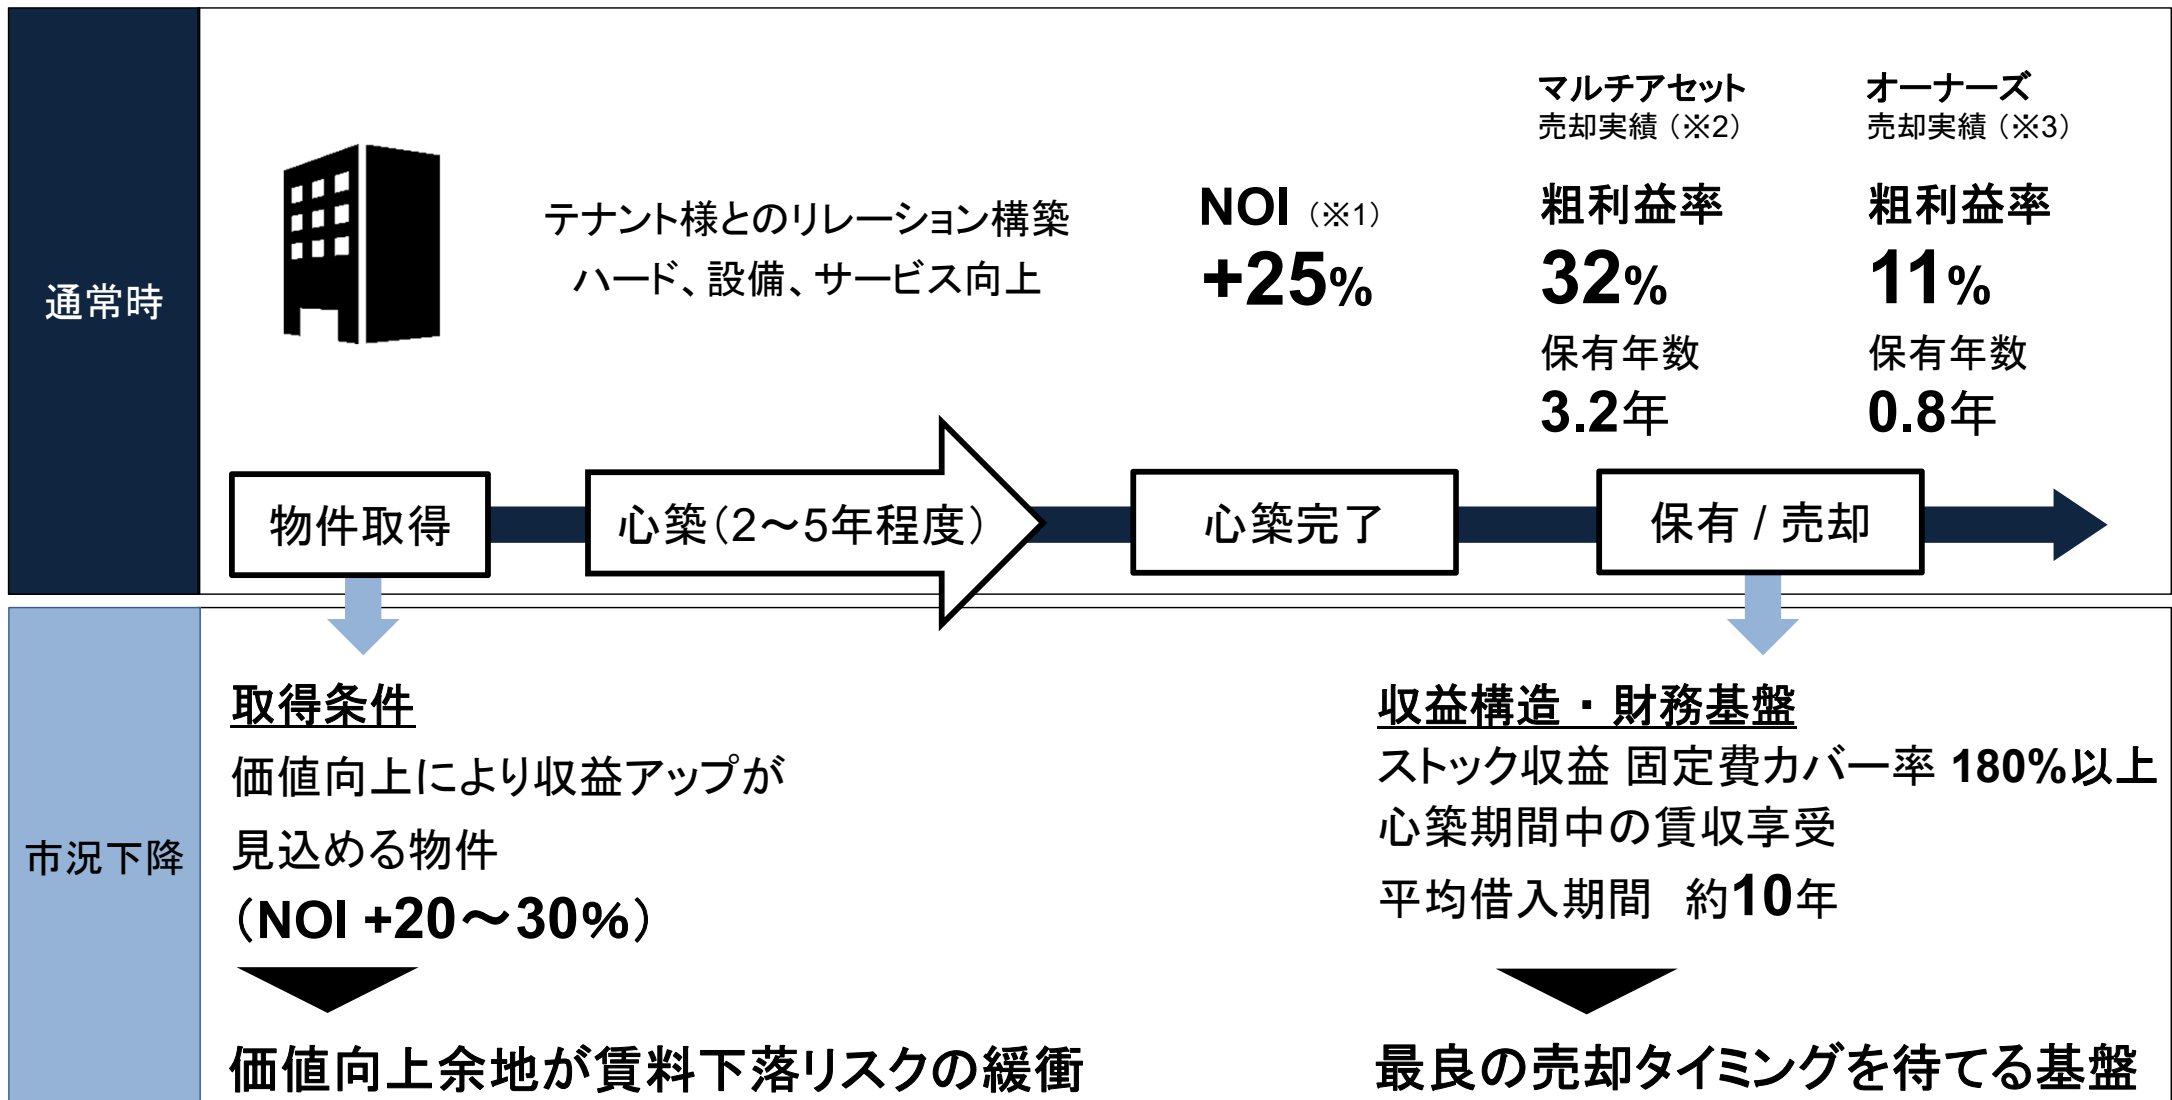 通常時
テナント様とのリレーション構築
ハード、設備、サービス向上
NOI（※1）
+25%
マルチアセット
売却実績（※2）
粗利益率
32%
保有年数
3.2年
オーナーズ
売却実績（※3）
粗利益率
11%
保有年数
0.8年
物件取得
心築（2～5年程度）
心築完了
保有 / 売却
市況下降
取得条件
価値向上により収益アップが
見込める物件
（NOI +20～30%）
価値向上余地が賃料下落リスクの緩衝
収益構造・財務基盤
ストック収益 固定費カバー率 180%以上
心築期間中の賃収享受
平均借入期間　約10年
最良の売却タイミングを待てる基盤